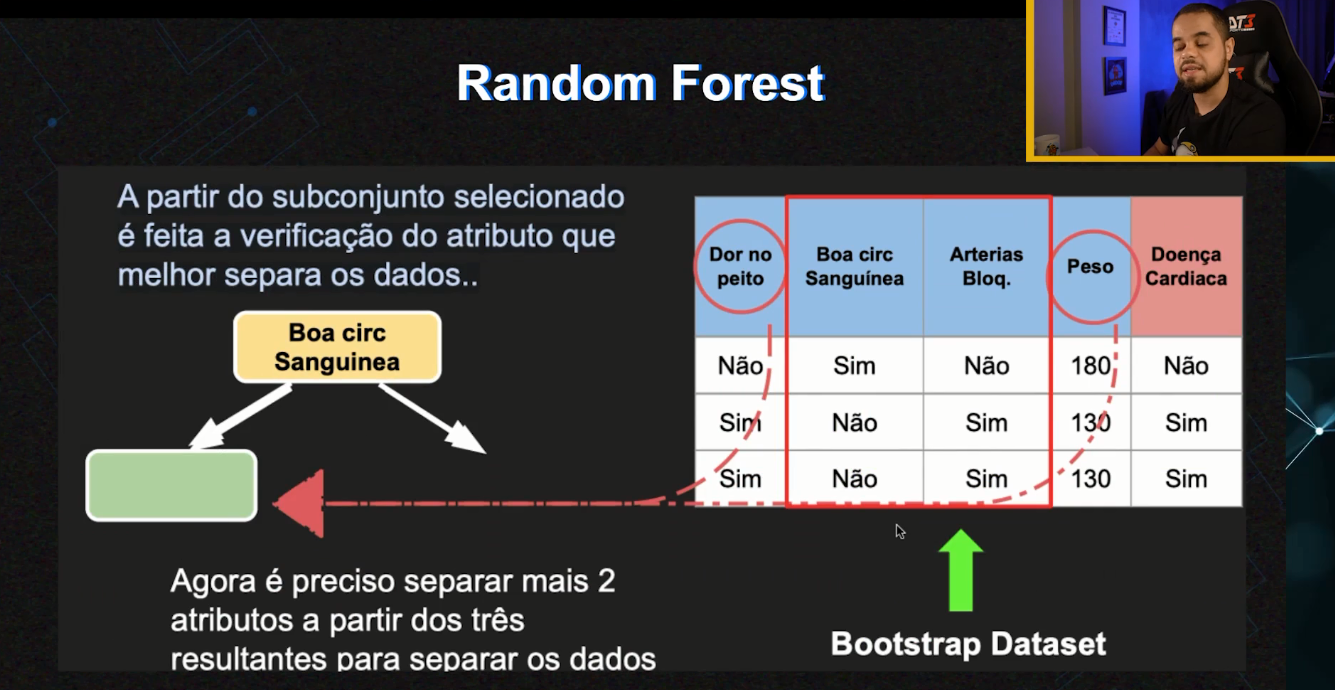 Random Forest
A partir do subconjunto selecionado
é feita a verificação do atributo que
melhor separa os dados..
Boa circ
Sanguinea
Agora é preciso separar mais 2
atributos a partir dos três
resultantes para separar os dados
Dor no peito | Boa circ Sanguínea | Arterias Bloq. | Peso | Doença Cardiaca
Não | Sim | Não | 180 | Não
Sim | Não | Sim | 130 | Sim
Sim | Não | Sim | 130 | Sim
Bootstrap Dataset
DT3